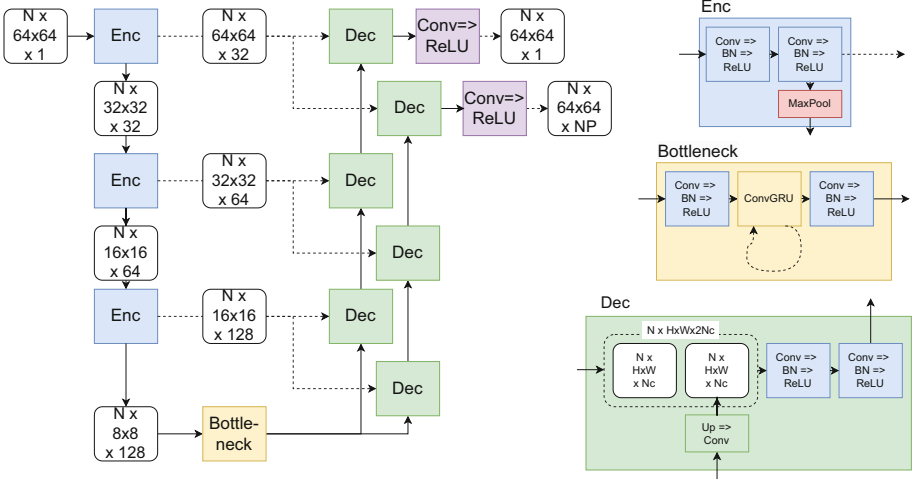 N x
64x64
x 1
Enc
N x
64x64
x 32
Dec
Conv=>
ReLU
N x
64x64
x 1
N x
32x32
x 32
Dec
Conv=>
ReLU
N x
64x64
x NP
Enc
N x
32x32
x 64
Dec
N x
16x16
x 64
Dec
Enc
N x
16x16
x 128
Dec
Dec
N x
8x8
x 128
Bottle-
neck
Enc
Conv =>
BN =>
ReLU
Conv =>
BN =>
ReLU
MaxPool
Bottleneck
Conv =>
BN =>
ReLU
ConvGRU
Conv =>
BN =>
ReLU
Dec
N x HxWx2Nc
N x
HxW
x Nc
N x
HxW
x Nc
Conv =>
BN =>
ReLU
Conv =>
BN =>
ReLU
Up =>
Conv